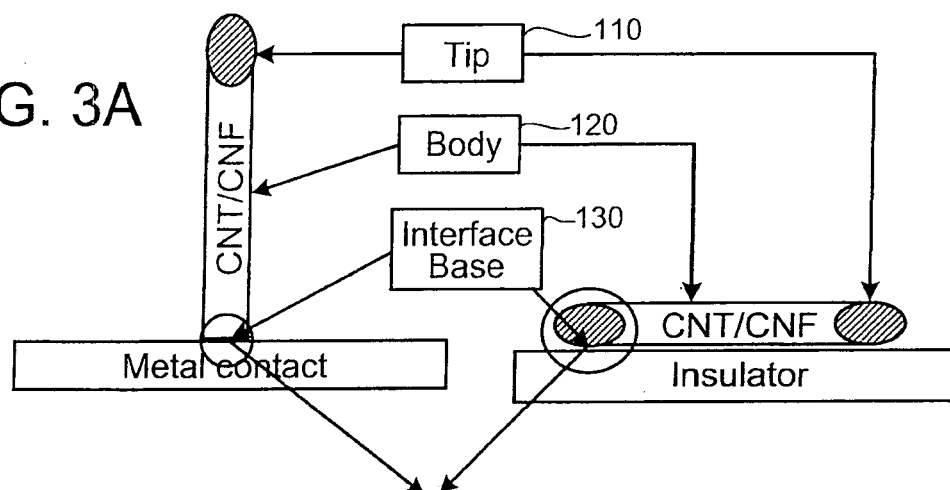 G. 3A
Tip
110
Body
120
Interface
Base
130
CNT/CNF
Metal contact
CNT/CNF
Insulator